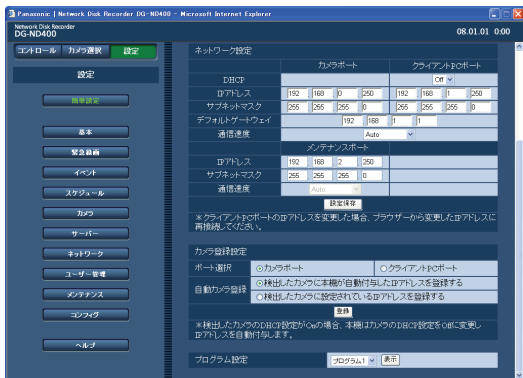 Panasonic | Network Disk Recorder DG-ND400 - Microsoft Internet Explorer
Network Disk Recorder
DG-ND400
08.01.01 0:00
コントロール カメラ選択 設定
設定
簡単設定
基本
緊急録画
イベント
スケジュール
カメラ
サーバー
ネットワーク
ユーザー管理
メンテナンス
コンフィグ
ヘルプ
ネットワーク設定
カメラポート クライアントPCポート
DHCP Off
IPアドレス 192 168 0 250 192 168 1 250
サブネットマスク 255 255 255 0 255 255 255 0
デフォルトゲートウェイ 192 168 1 1
通信速度 Auto
メンテナンスポート
IPアドレス 192 168 2 250
サブネットマスク 255 255 255 0
通信速度 Auto
設定保存
※クライアントPCポートのIPアドレスを変更した場合、ブラウザーから変更したIPアドレスに
再接続してください。
カメラ登録設定
ポート選択 カメラポート クライアントPCポート
自動カメラ登録 検出したカメラに本機が自動付与したIPアドレスを登録する
検出したカメラに設定されているIPアドレスを登録する
登録
※検出したカメラのDHCP設定がOnの場合、本機はカメラのDHCP設定をOffに変更し
IPアドレスを自動付与します。
プログラム設定 プログラム1 表示